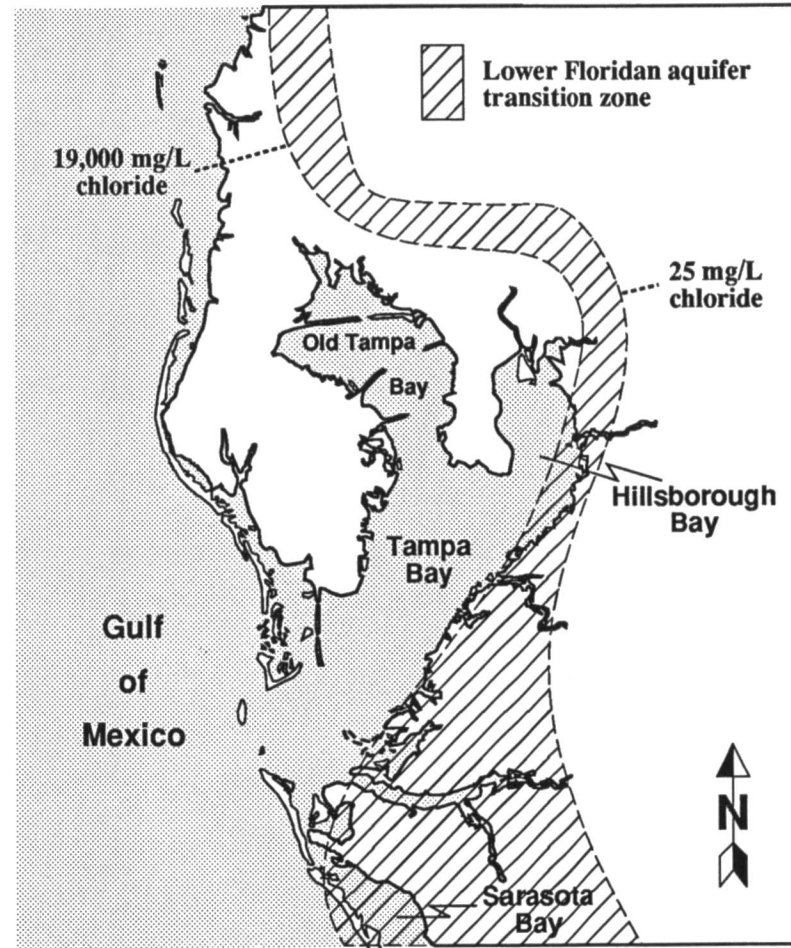 Lower Floridan aquifer
transition zone
19,000 mg/L
chloride
25 mg/L
chloride
Old Tampa
Bay
Hillsborough
Bay
Tampa
Bay
Gulf
of
Mexico
N
Sarasota
Bay